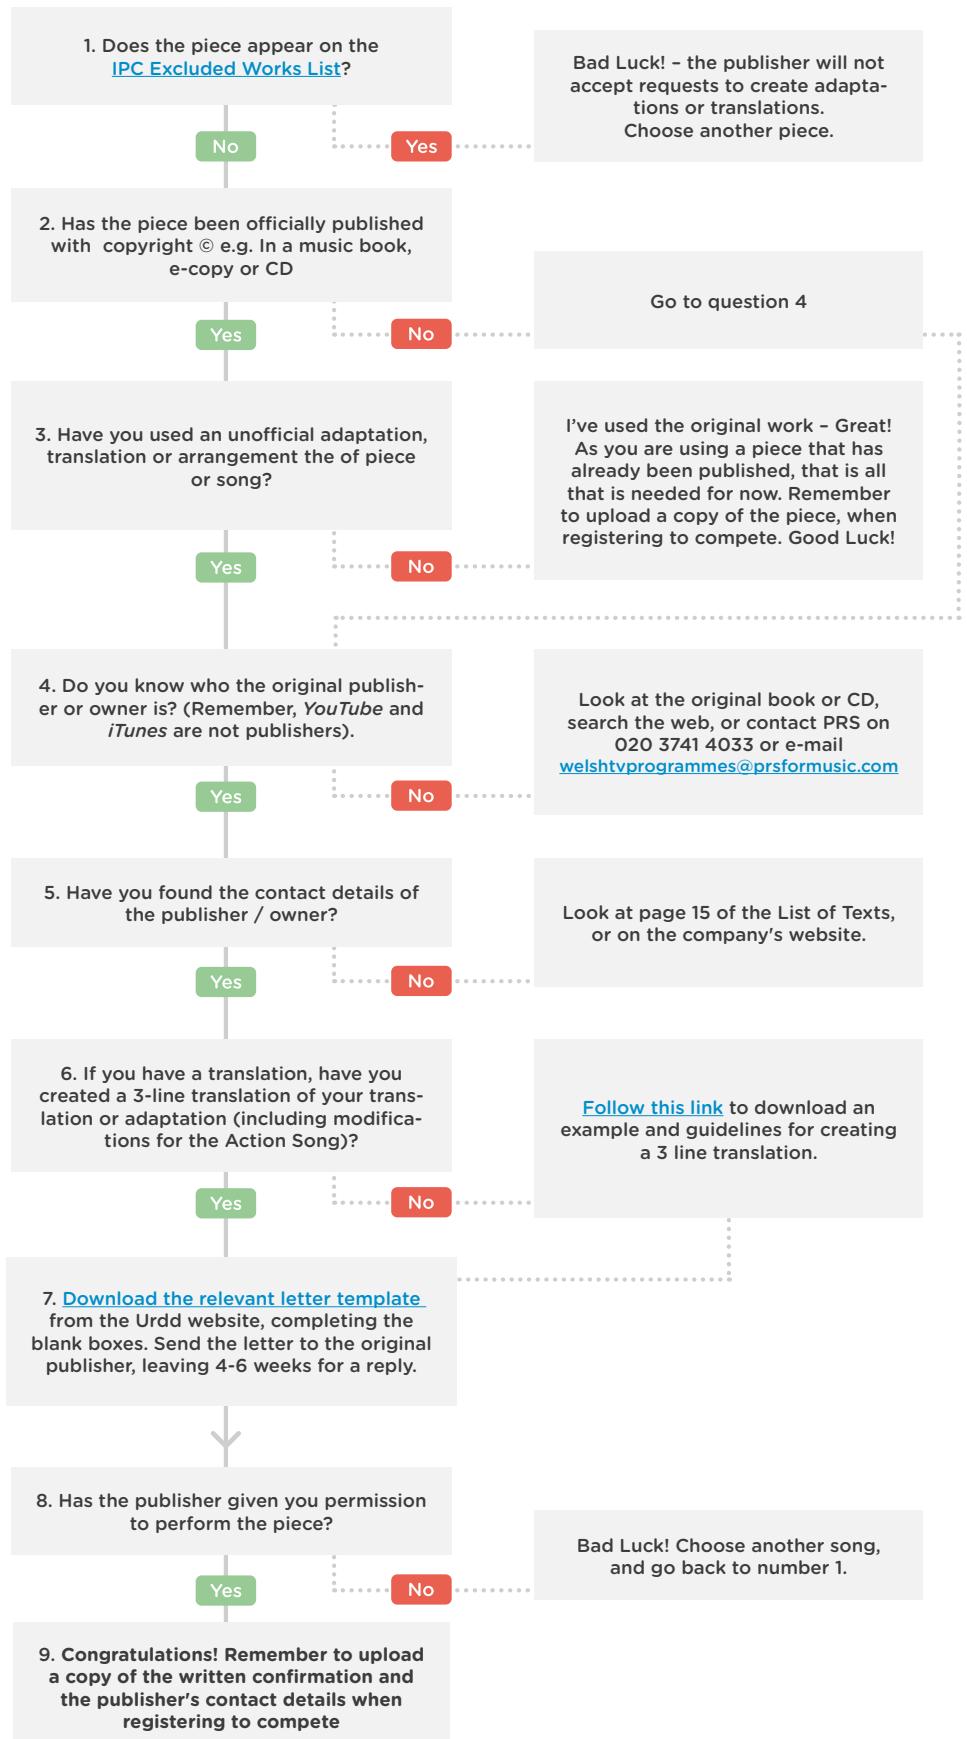 1. Does the piece appear on the
IPC Excluded Works List?
Bad Luck! – the publisher will not
accept requests to create adapta-
tions or translations.
Choose another piece.
No
Yes
2. Has the piece been officially published
with copyright © e.g. In a music book,
e-copy or CD
Go to question 4
Yes
No
3. Have you used an unofficial adaptation,
translation or arrangement the of piece
or song?
I've used the original work – Great!
As you are using a piece that has
already been published, that is all
that is needed for now. Remember
to upload a copy of the piece, when
registering to compete. Good Luck!
Yes
No
4. Do you know who the original publish-
er or owner is? (Remember, YouTube and
iTunes are not publishers).
Look at the original book or CD,
search the web, or contact PRS on
020 3741 4033 or e-mail
welshtvprogrammes@prsformusic.com
Yes
No
5. Have you found the contact details of
the publisher / owner?
Look at page 15 of the List of Texts,
or on the company's website.
Yes
No
6. If you have a translation, have you
created a 3-line translation of your trans-
lation or adaptation (including modifica-
tions for the Action Song)?
Follow this link to download an
example and guidelines for creating
a 3 line translation.
Yes
No
7. Download the relevant letter template
from the Urdd website, completing the
blank boxes. Send the letter to the original
publisher, leaving 4-6 weeks for a reply.
8. Has the publisher given you permission
to perform the piece?
Bad Luck! Choose another song,
and go back to number 1.
Yes
No
9. Congratulations! Remember to upload
a copy of the written confirmation and
the publisher's contact details when
registering to compete